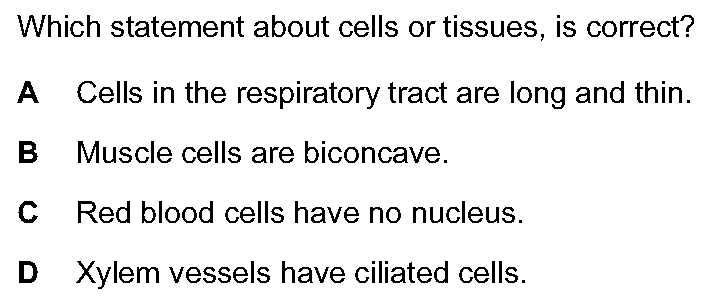 Which statement about cells or tissues, is correct?
A Cells in the respiratory tract are long and thin.
B Muscle cells are biconcave.
C Red blood cells have no nucleus.
D Xylem vessels have ciliated cells.